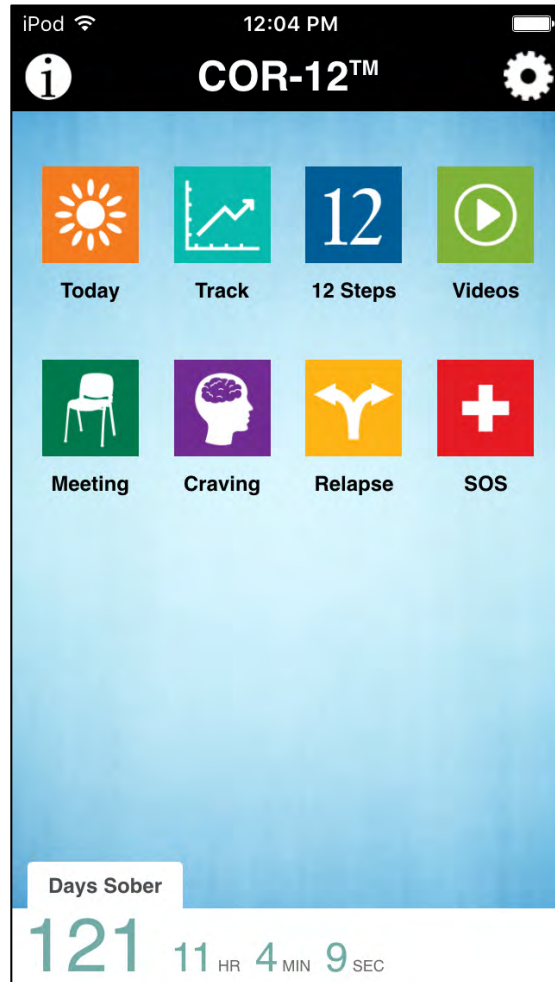 iPod 12:04 PM
i COR-12™
12
Today Track 12 Steps Videos
Meeting Craving Relapse SOS
Days Sober
121 11 HR 4 MIN 9 SEC